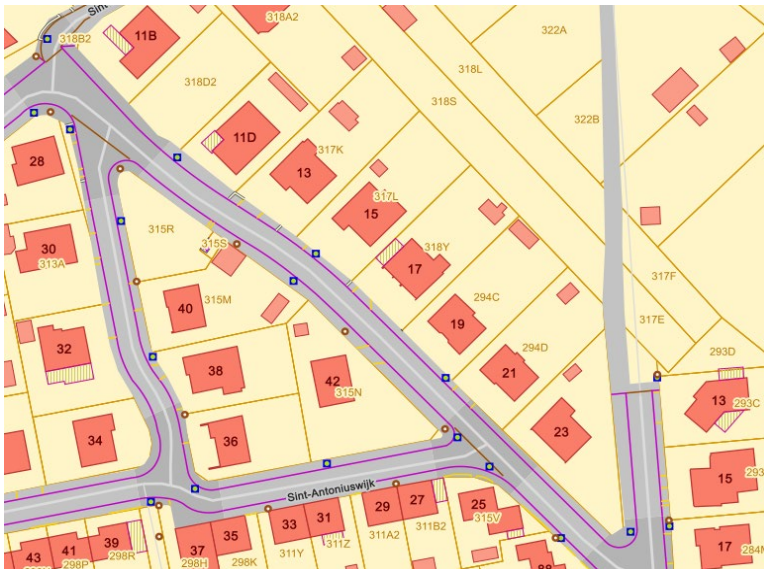 Sint
318B2
11B
318A2
322A
318L
318D2
318S
322B
11D
317K
28
13
317L
15
315R
315S
318Y
30
313A
17
317F
294C
315M
40
317E
19
32
294D
293D
38
21
42
315N
13
293C
34
36
23
15
293
Sint-Antoniuswijk
29
27
25
33
31
315V
35
311B2
311A2
39
37
41
43
298R
298P
298H
298K
311Y
311Z
17
284M
88